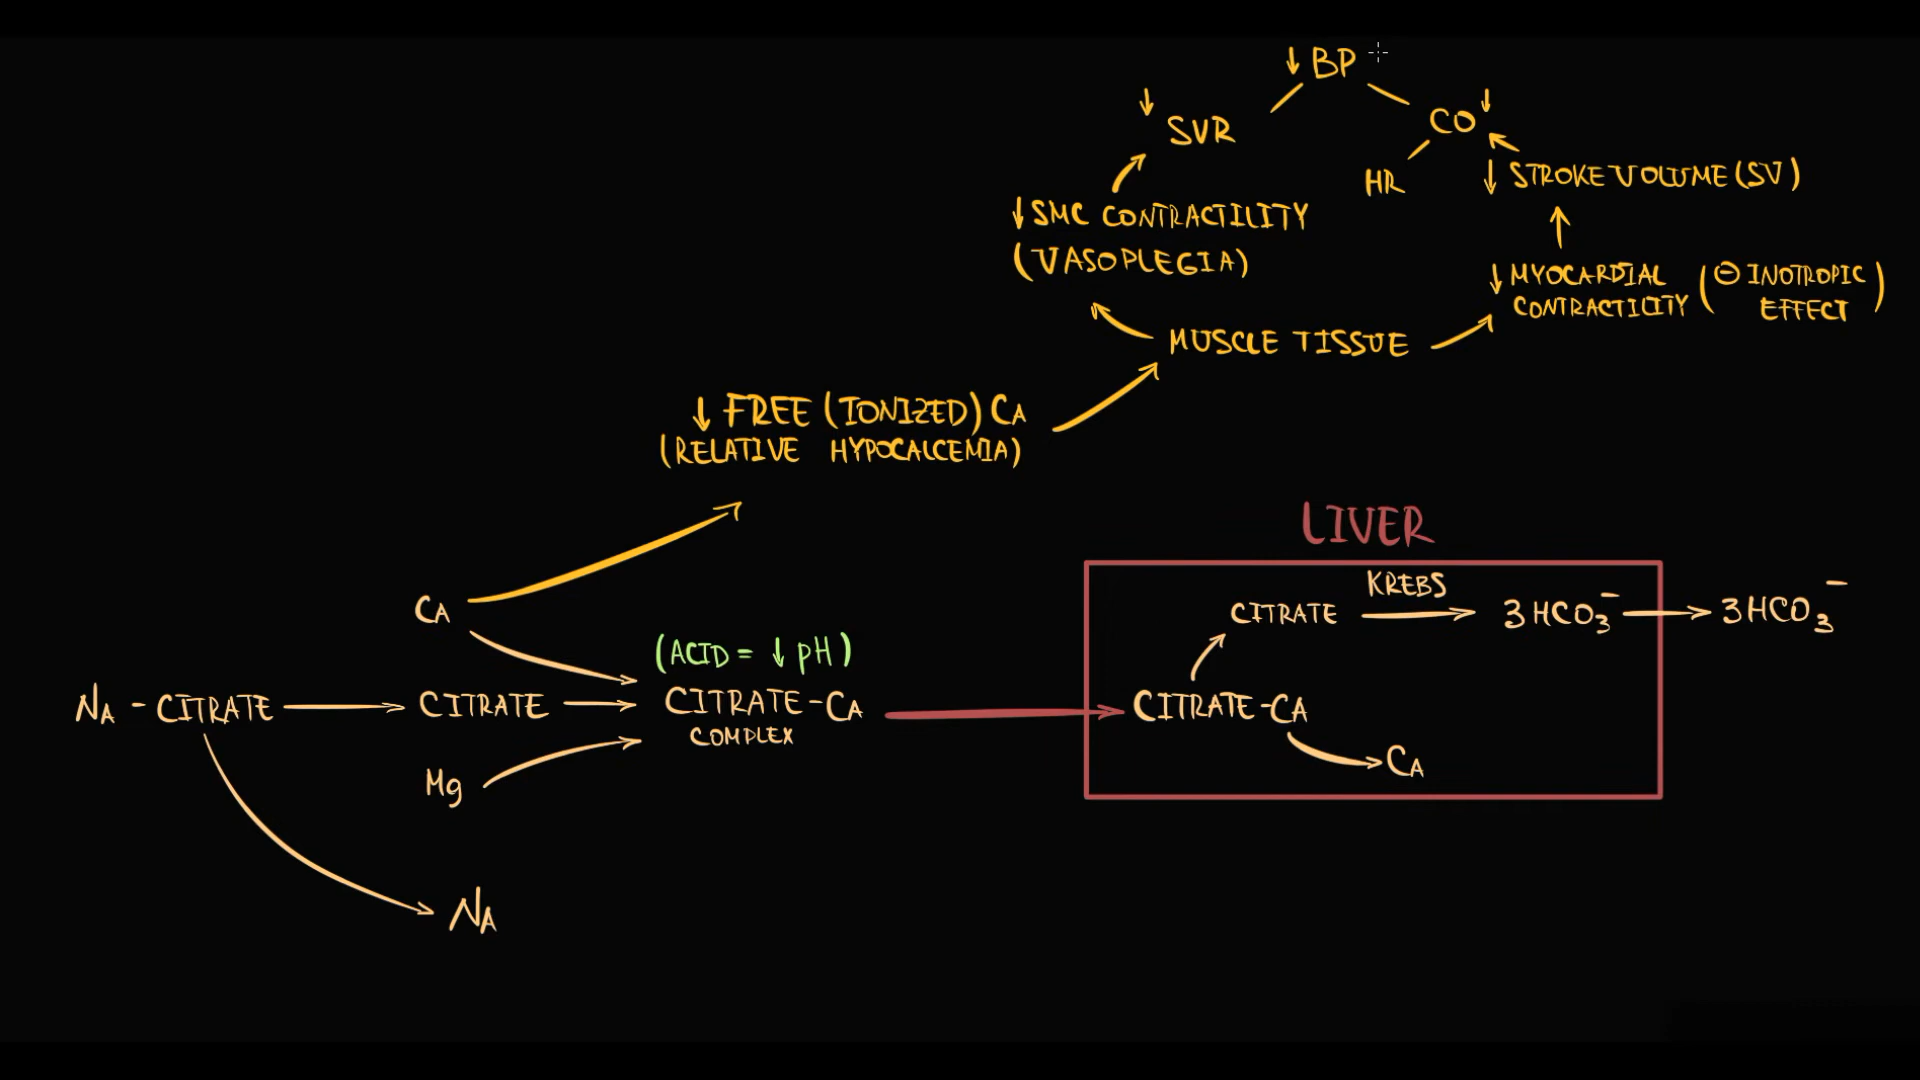 ↓ BP
↓ SVR
CO ↓
HR
↓ STROKE VOLUME (SV)
↓ SMC CONTRACTILITY
(VASOPLEGIA)
↓ MYOCARDIAL
CONTRACTILITY
(⊖ INOTROPIC
EFFECT)
MUSCLE TISSUE
↓ FREE (IONIZED) CA
(RELATIVE HYPOCALCEMIA)
LIVER
CA
(ACID = ↓ pH)
NA - CITRATE
CITRATE
CITRATE-CA
COMPLEX
Mg
NA
CITRATE
KREBS
3HCO3-
3HCO3-
CITRATE-CA
CA